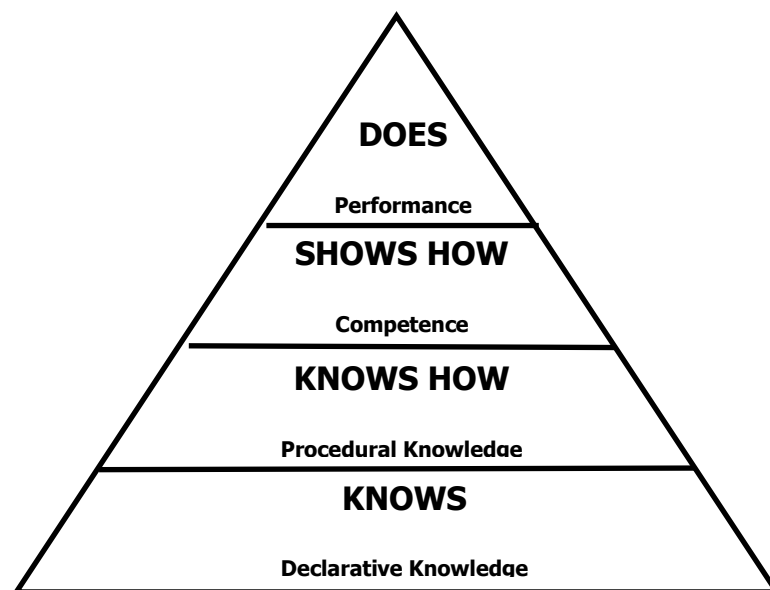 DOES
Performance
SHOWS HOW
Competence
KNOWS HOW
Procedural Knowledge
KNOWS
Declarative Knowledge